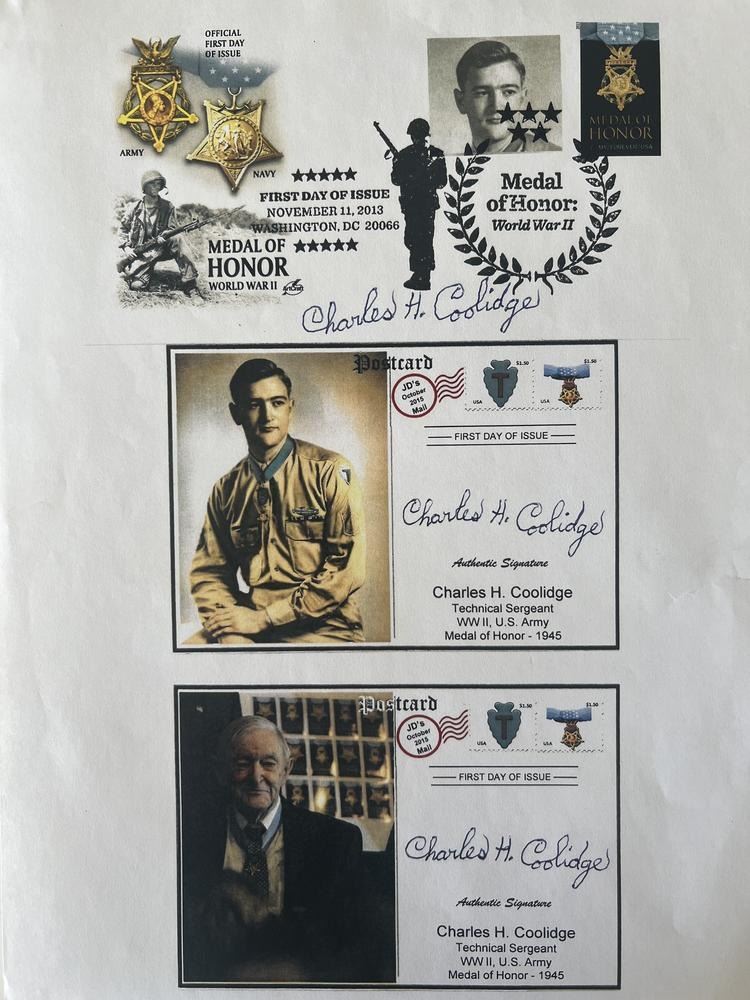 OFFICIAL
FIRST DAY
OF ISSUE
ARMY
NAVY
FIRST DAY OF ISSUE
NOVEMBER 11, 2013
WASHINGTON, DC 20066
MEDAL OF
HONOR
WORLD WAR II
ArtCraft
MEDAL OF
HONOR
Medal
of Honor:
World War II
Charles H. Coolidge
Postcard
JD's
October
2015
Mail
$1.50
USA
$1.50
USA
FIRST DAY OF ISSUE
Charles H. Coolidge
Authentic Signature
Charles H. Coolidge
Technical Sergeant
WW II, U.S. Army
Medal of Honor - 1945
Postcard
JD's
October
2015
Mail
$1.50
USA
$1.50
USA
FIRST DAY OF ISSUE
Charles H. Coolidge
Authentic Signature
Charles H. Coolidge
Technical Sergeant
WW II, U.S. Army
Medal of Honor - 1945